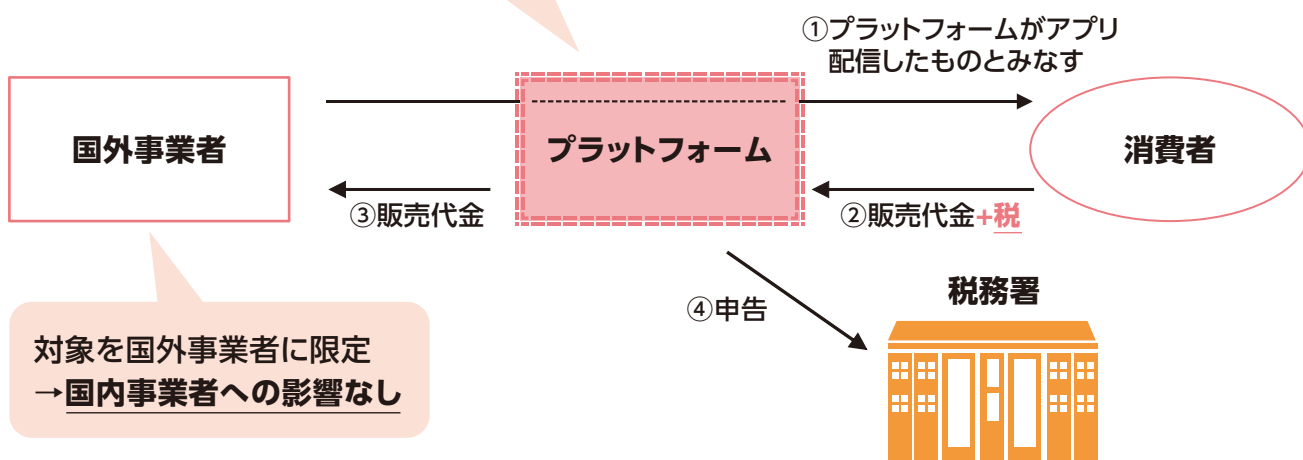 ①プラットフォームがアプリ
配信したものとみなす
国外事業者
プラットフォーム
消費者
③販売代金
②販売代金+税
④申告
税務署
対象を国外事業者に限定
→国内事業者への影響なし